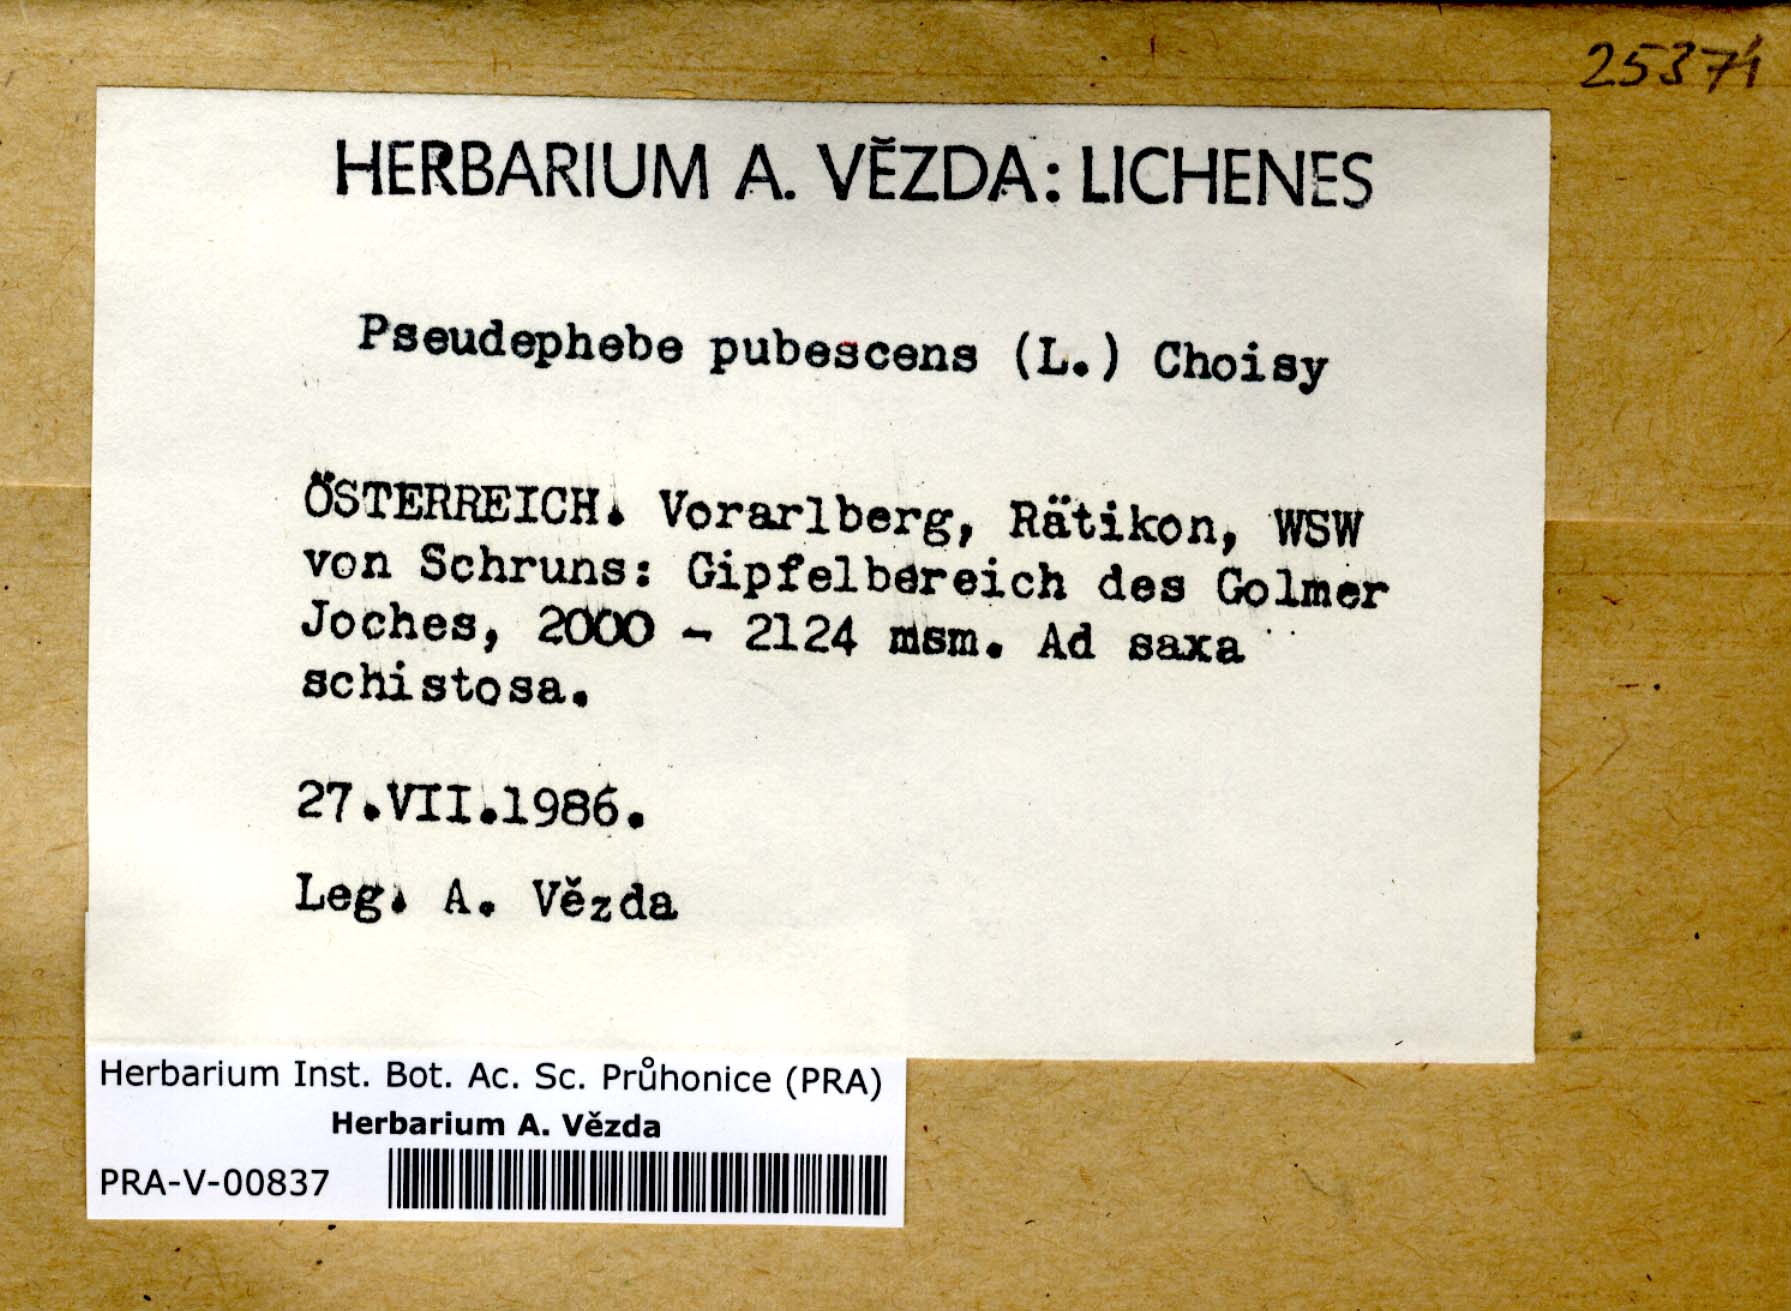 HERBARIUM A. VĚZDA: LICHENES
Pseudephebe pubescens (L.) Choisy
ÖSTERREICH. Vorarlberg, Rätikon, WSW
von Schruns: Gipfelbereich des Golmer
Joches, 2000 - 2124 msm. Ad saxa
schistosa.
27.VII.1986.
Leg. A. Vězda
Herbarium Inst. Bot. Ac. Sc. Průhonice (PRA)
Herbarium A. Vězda
PRA-V-00837